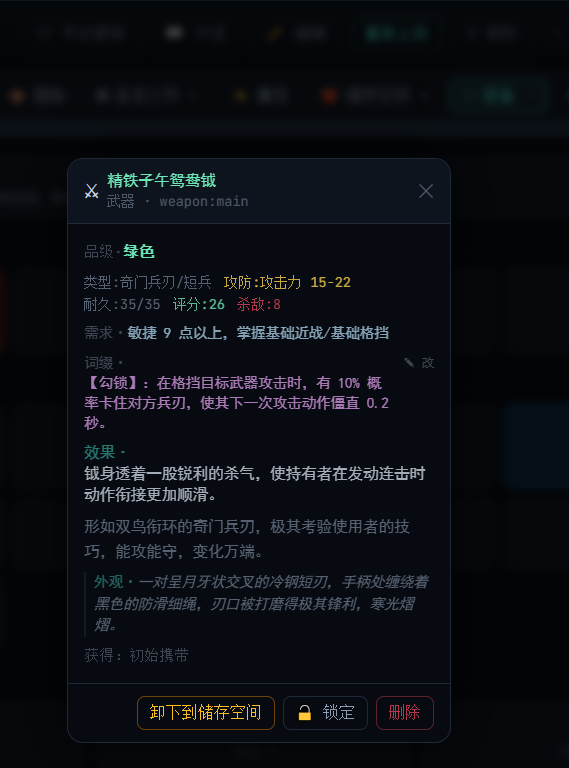 精铁子午鸳鸯钺
武器 · weapon:main
品级·绿色
类型:奇门兵刃/短兵 攻防:攻击力 15-22
耐久:35/35 评分:26 杀敌:8
需求·敏捷 9 点以上，掌握基础近战/基础格挡
词缀· 改
【勾锁】：在格挡目标武器攻击时，有 10% 概
率卡住对方兵刃，使其下一次攻击动作僵直 0.2
秒。
效果·
钺身透着一股锐利的杀气，使持有者在发动连击时
动作衔接更加顺滑。
形如双鸟衔环的奇门兵刃，极其考验使用者的技
巧，能攻能守，变化万端。
外观·一对呈月牙状交叉的冷钢短刃，手柄处缠绕着
黑色的防滑细绳，刃口被打磨得极其锋利，寒光熠
熠。
获得：初始携带
卸下到储存空间 锁定 删除